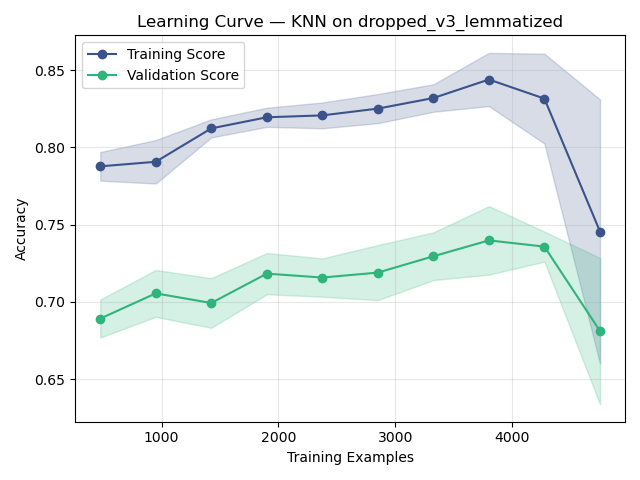 Learning Curve — KNN on dropped_v3_lemmatized
Training Score
Validation Score
Accuracy
0.85
0.80
0.75
0.70
0.65
1000
2000
3000
4000
Training Examples